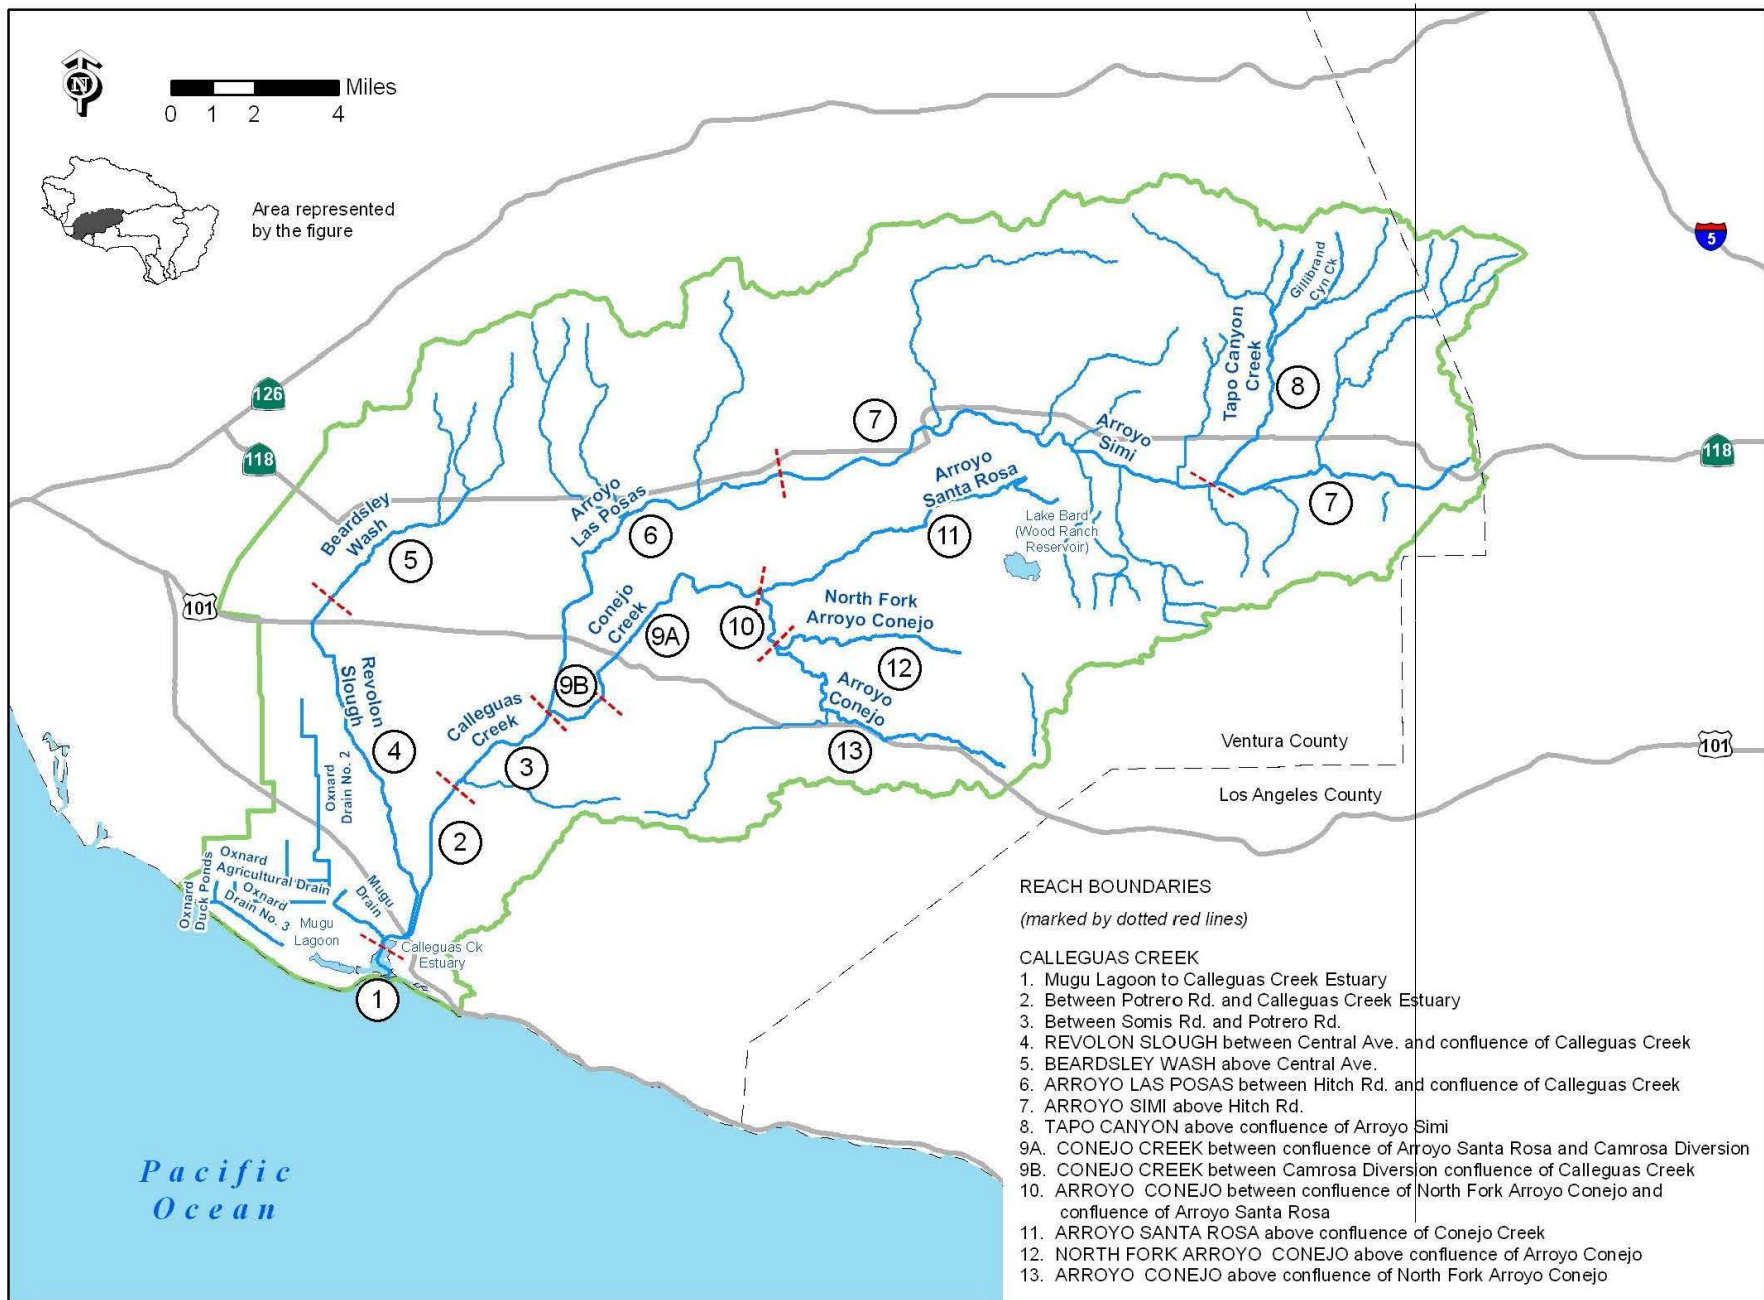 N
Miles
0 1 2 4
Area represented
by the figure
5
126
118
118
101
101
Gillibrand
Cyn Ck
Tapo Canyon
Creek
8
7
Arroyo
Simi
Arroyo
Santa Rosa
7
Beardsley
Wash
Arroyo
Las Posas
6
5
11
Lake Bard
(Wood Ranch
Reservoir)
Conejo
Creek
9A
10
North Fork
Arroyo Conejo
12
9B
Arroyo
Conejo
13
Revolon
Slough
4
Calleguas
Creek
3
2
Oxnard
Drain No. 2
Oxnard
Agricultural Drain
Oxnard
Drain No. 3
Oxnard
Duck Ponds
Mugu
Drain
Mugu
Lagoon
Calleguas Ck
Estuary
1
Ventura County
Los Angeles County
Pacific
Ocean
REACH BOUNDARIES
(marked by dotted red lines)
CALLEGUAS CREEK
1. Mugu Lagoon to Calleguas Creek Estuary
2. Between Potrero Rd. and Calleguas Creek Estuary
3. Between Somis Rd. and Potrero Rd.
4. REVOLON SLOUGH between Central Ave. and confluence of Calleguas Creek
5. BEARDSLEY WASH above Central Ave.
6. ARROYO LAS POSAS between Hitch Rd. and confluence of Calleguas Creek
7. ARROYO SIMI above Hitch Rd.
8. TAPO CANYON above confluence of Arroyo Simi
9A. CONEJO CREEK between confluence of Arroyo Santa Rosa and Camrosa Diversion
9B. CONEJO CREEK between Camrosa Diversion confluence of Calleguas Creek
10. ARROYO CONEJO between confluence of North Fork Arroyo Conejo and
confluence of Arroyo Santa Rosa
11. ARROYO SANTA ROSA above confluence of Conejo Creek
12. NORTH FORK ARROYO CONEJO above confluence of Arroyo Conejo
13. ARROYO CONEJO above confluence of North Fork Arroyo Conejo